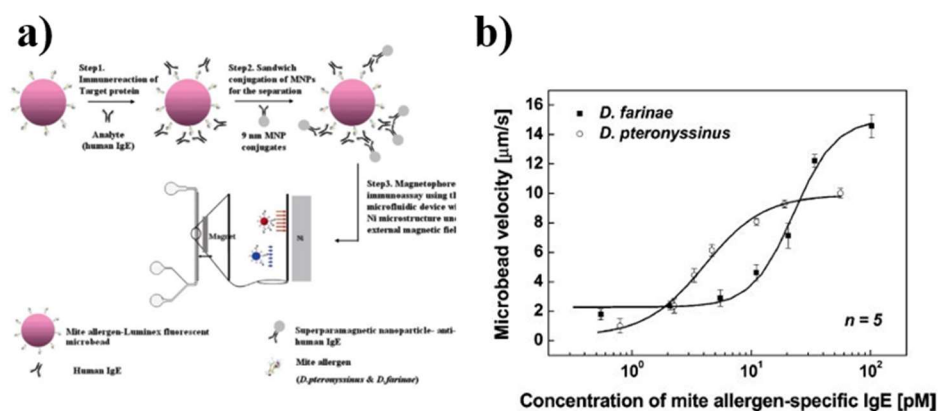 a)
Step1.
Immunereaction of
Target protein
Analyte
(human IgE)
Step2. Sandwich
conjugation of MNPs
for the separation
9 nm MNP
conjugates
Step3. Magnetophore
immunoassay using th
microfluidic device wi
Ni microstructure un
external magnetic fiel
Magnet
Ni
Mite allergen-Luminex fluorescent
microbead
Human IgE
Superparamagnetic nanoparticle- anti-
human IgE
Mite allergen
(D.pteronyssinus & D.farinae)
b)
Microbead velocity [μm/s]
16
14
12
10
8
6
4
2
0
D. farinae
D. pteronyssinus
n = 5
10⁰ 10¹ 10²
Concentration of mite allergen-specific IgE [pM]